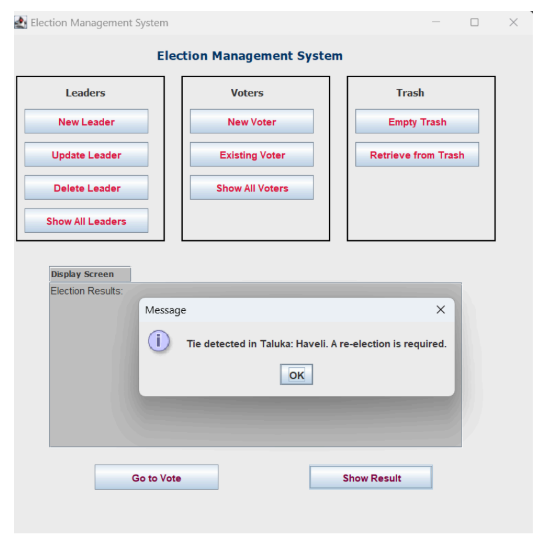 Election Management System
Election Management System
Leaders
New Leader
Update Leader
Delete Leader
Show All Leaders
Voters
New Voter
Existing Voter
Show All Voters
Trash
Empty Trash
Retrieve from Trash
Display Screen
Election Results:
Message
Tie detected in Taluka: Haveli. A re-election is required.
OK
Go to Vote
Show Result